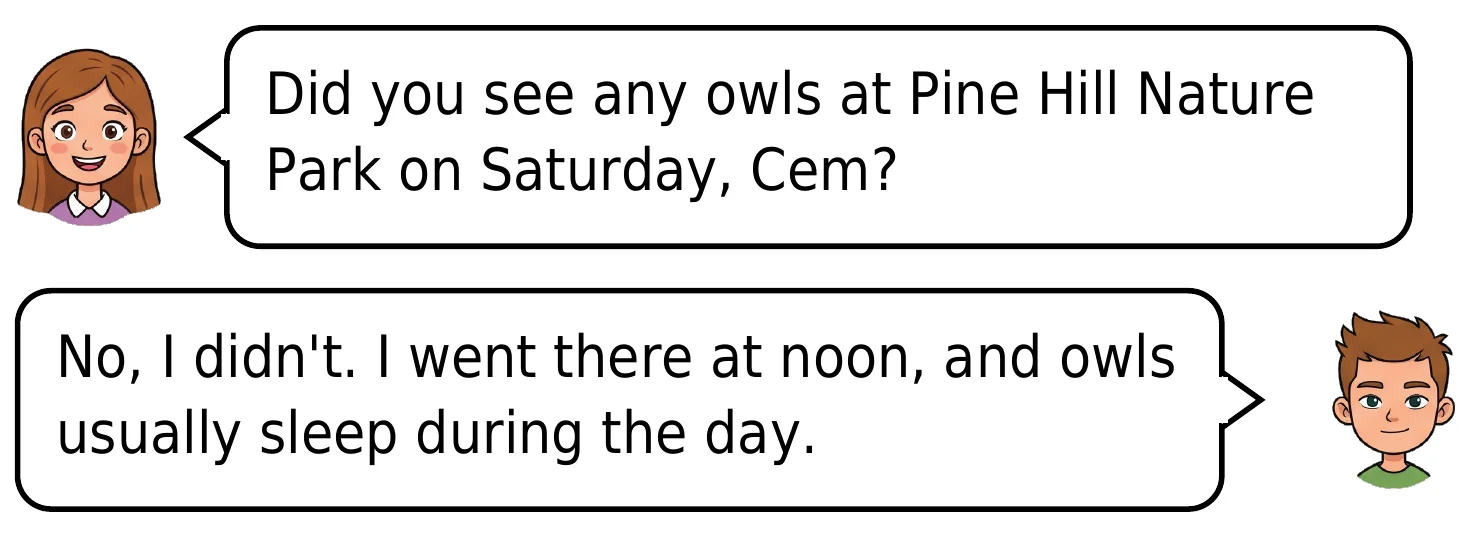 Did you see any owls at Pine Hill Nature
Park on Saturday, Cem?
No, I didn't. I went there at noon, and owls
usually sleep during the day.